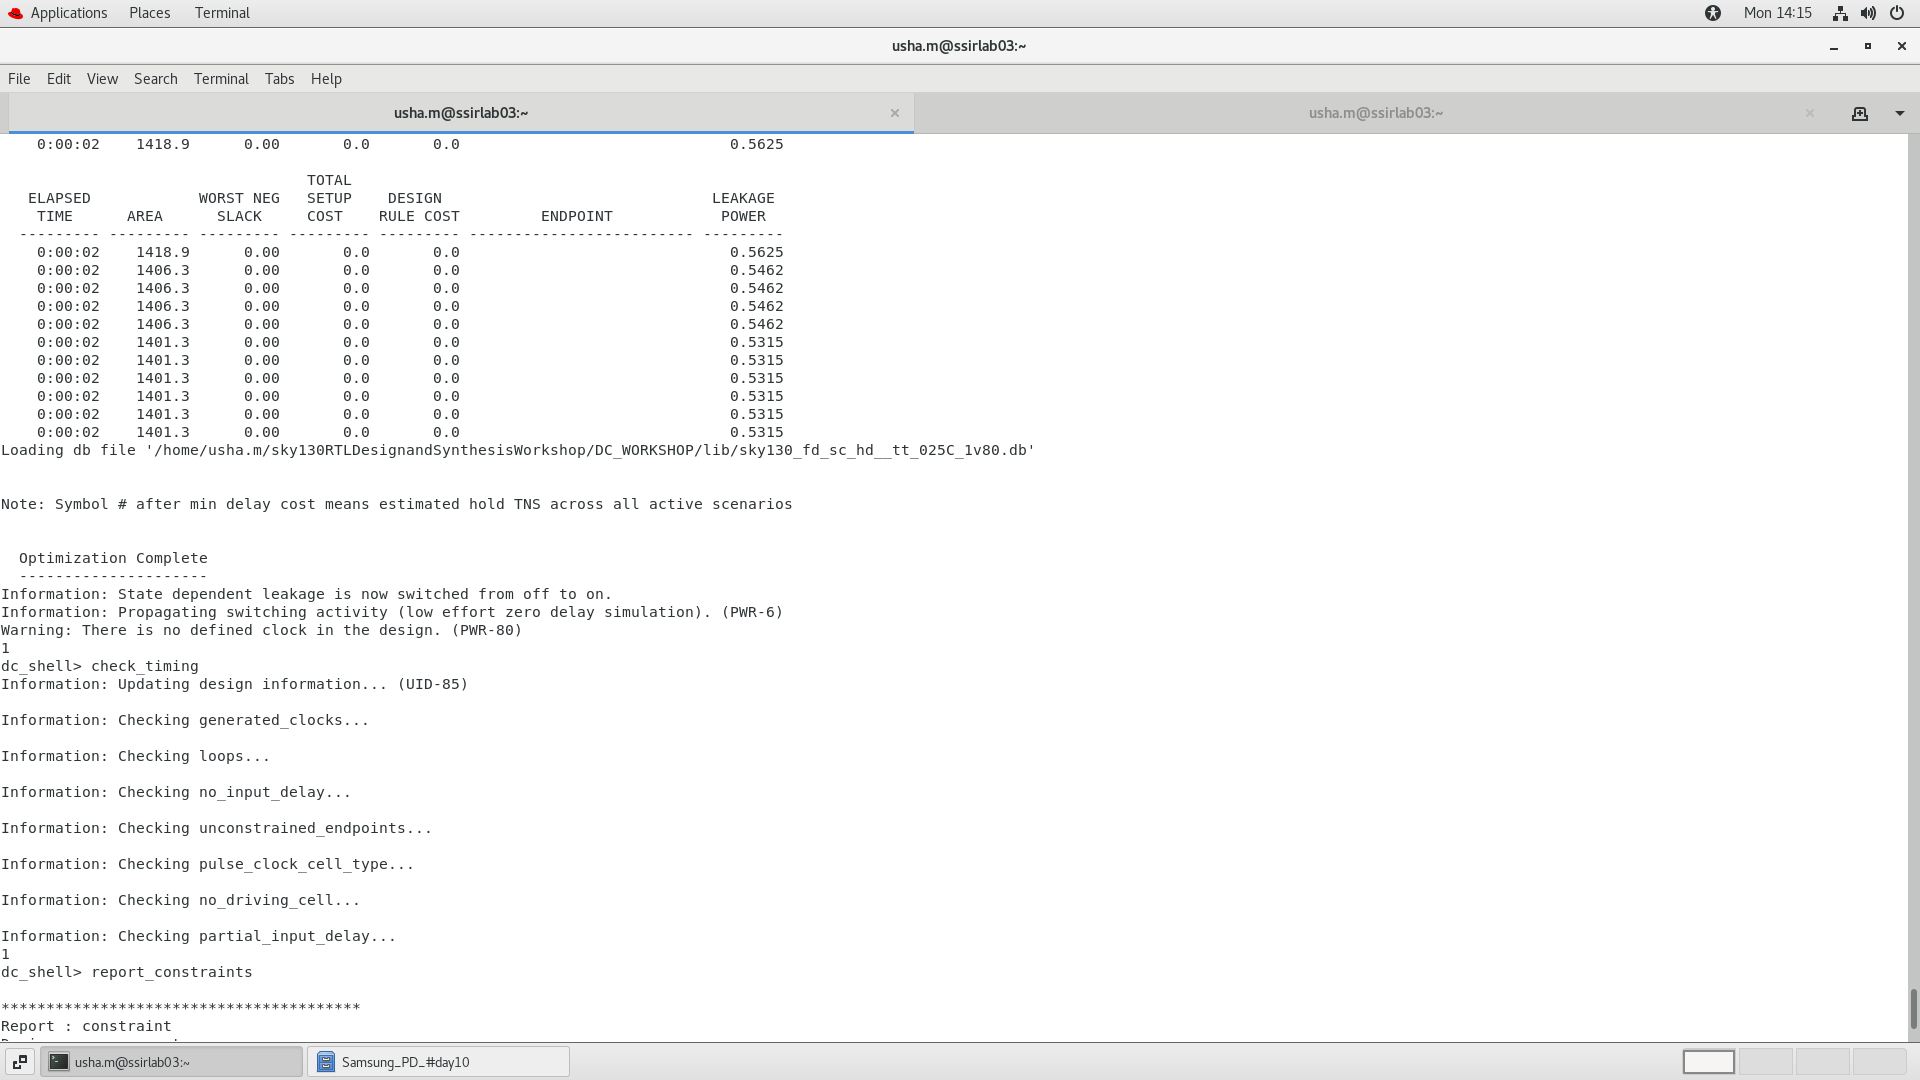 Applications Places Terminal Mon 14:15
usha.m@ssirlab03:~
File Edit View Search Terminal Tabs Help
usha.m@ssirlab03:~ usha.m@ssirlab03:~
0:00:02 1418.9 0.00 0.0 0.0 0.5625
TOTAL
ELAPSED WORST NEG SETUP DESIGN LEAKAGE
TIME AREA SLACK COST RULE COST ENDPOINT POWER
--------- --------- --------- --------- --------- ------------------------- ---------
0:00:02 1418.9 0.00 0.0 0.0 0.5625
0:00:02 1406.3 0.00 0.0 0.0 0.5462
0:00:02 1406.3 0.00 0.0 0.0 0.5462
0:00:02 1406.3 0.00 0.0 0.0 0.5462
0:00:02 1406.3 0.00 0.0 0.0 0.5462
0:00:02 1401.3 0.00 0.0 0.0 0.5315
0:00:02 1401.3 0.00 0.0 0.0 0.5315
0:00:02 1401.3 0.00 0.0 0.0 0.5315
0:00:02 1401.3 0.00 0.0 0.0 0.5315
0:00:02 1401.3 0.00 0.0 0.0 0.5315
0:00:02 1401.3 0.00 0.0 0.0 0.5315
Loading db file '/home/usha.m/sky130RTLDesignandSynthesisWorkshop/DC_WORKSHOP/lib/sky130_fd_sc_hd__tt_025C_1v80.db'
Note: Symbol # after min delay cost means estimated hold TNS across all active scenarios
Optimization Complete
---------------------
Information: State dependent leakage is now switched from off to on.
Information: Propagating switching activity (low effort zero delay simulation). (PWR-6)
Warning: There is no defined clock in the design. (PWR-80)
1
dc_shell> check_timing
Information: Updating design information... (UID-85)
Information: Checking generated_clocks...
Information: Checking loops...
Information: Checking no_input_delay...
Information: Checking unconstrained_endpoints...
Information: Checking pulse_clock_cell_type...
Information: Checking no_driving_cell...
Information: Checking partial_input_delay...
1
dc_shell> report_constraints
****************************************
Report : constraint
usha.m@ssirlab03:~ Samsung_PD_#day10